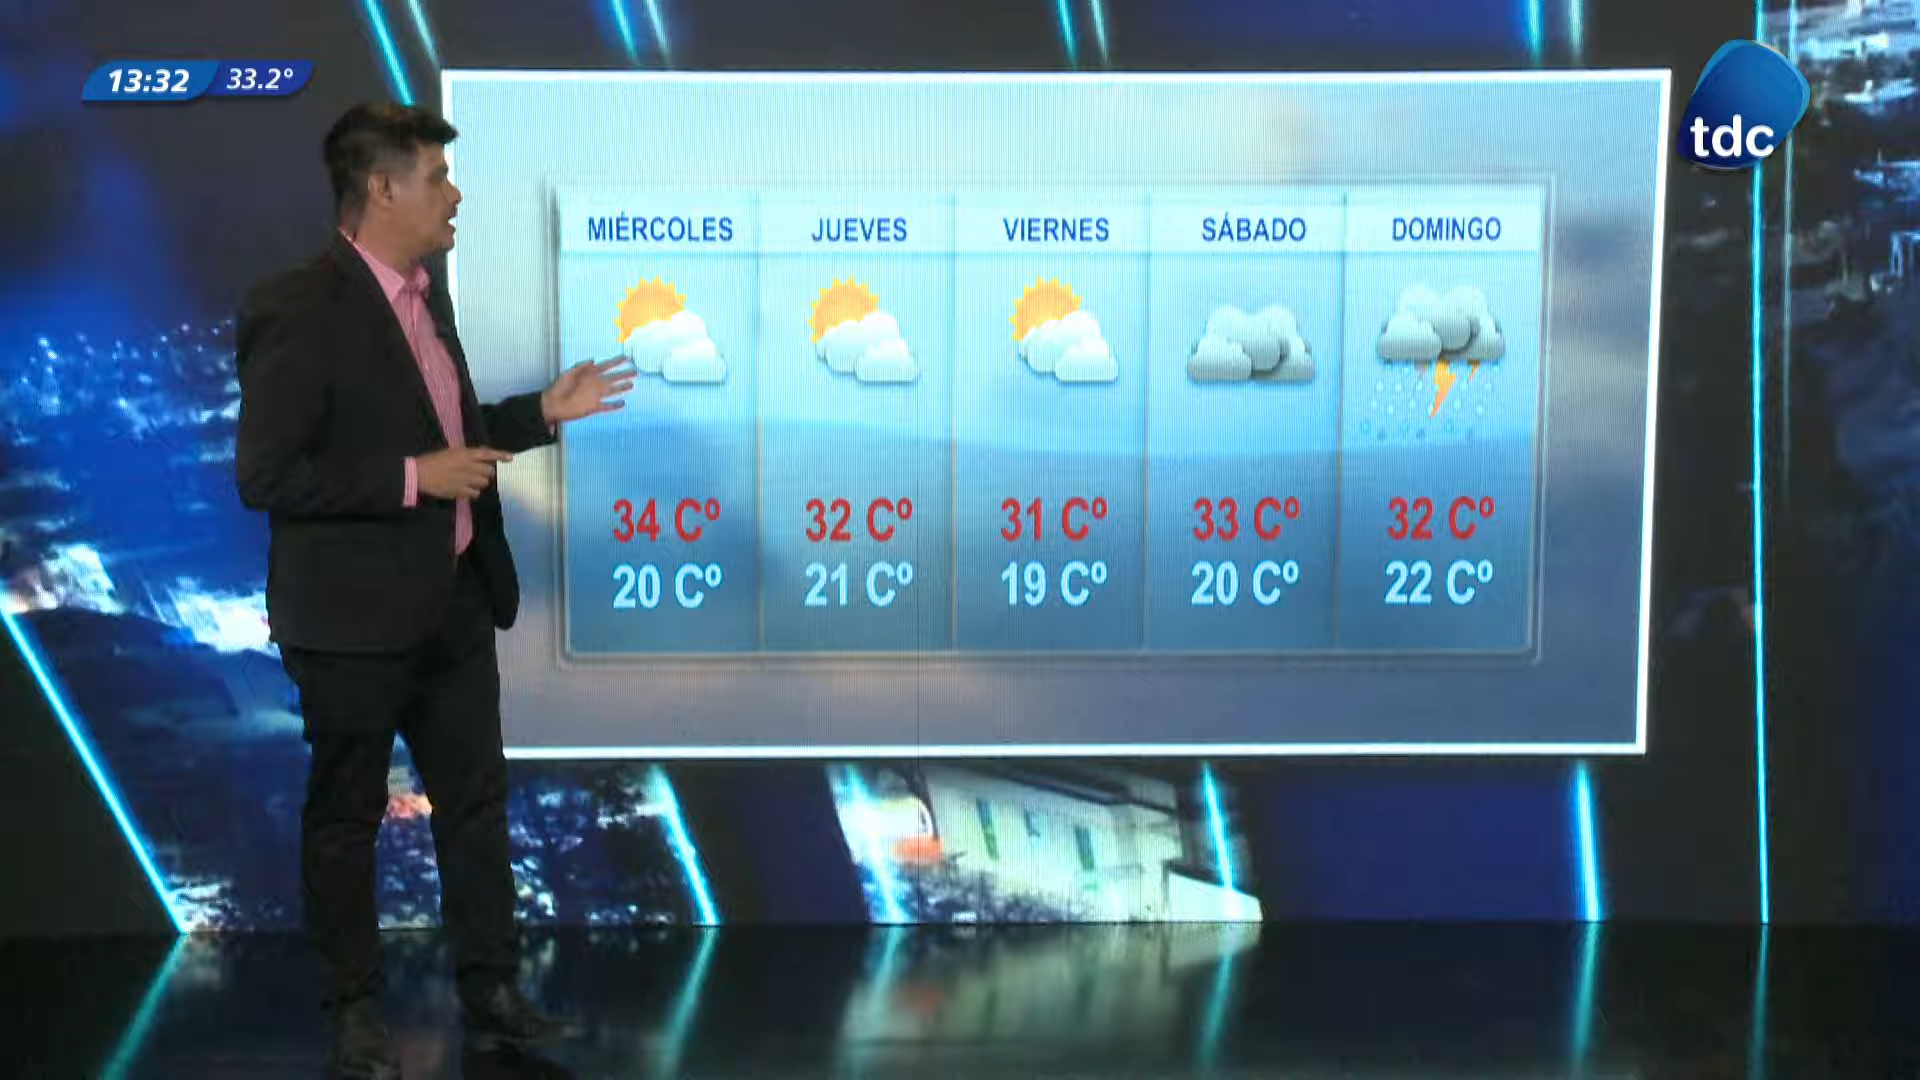 13:32 33.2°
tdc
MIÉRCOLES JUEVES VIERNES SÁBADO DOMINGO
34 Cº 32 Cº 31 Cº 33 Cº 32 Cº
20 Cº 21 Cº 19 Cº 20 Cº 22 Cº